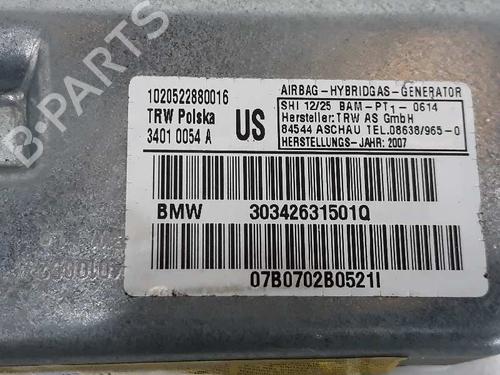 1020522880016
TRW Polska
3401 0054 A
US
AIRBAG-HYBRIDGAS-GENERATOR
SHI 12/25 BAM-PT1-0614
Hersteller:TRW AS GmbH
84544 ASCHAU TEL.08638/965-0
HERSTELLUNGS-JAHR: 2007
BMW 30342631501Q
07B0702B0521I
B-PARTS